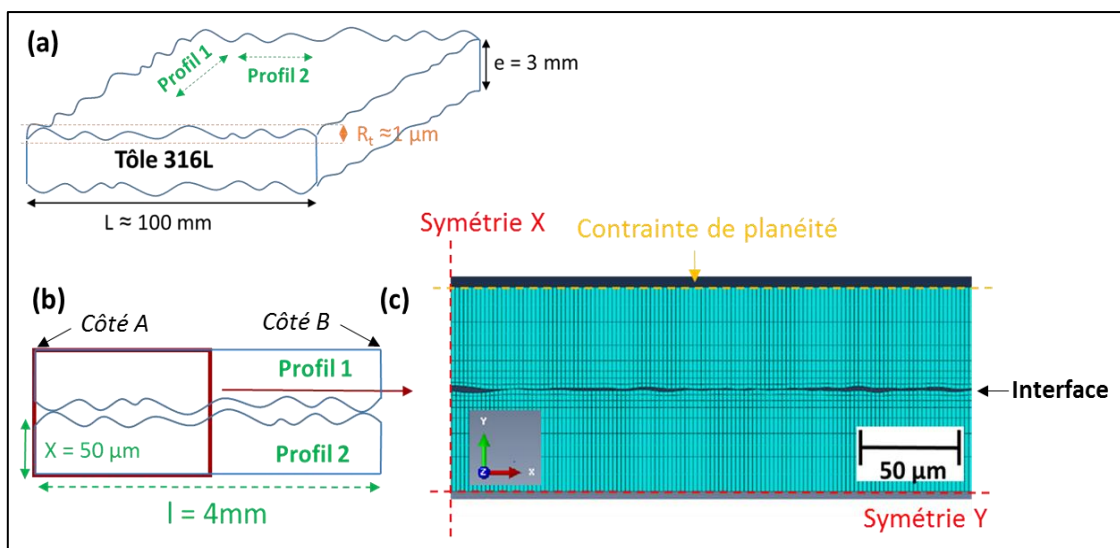 (a)
Profil 1
Profil 2
e = 3 mm
Rt ≈1 µm
Tôle 316L
L ≈ 100 mm
Symétrie X
Contrainte de planéité
(b)
Côté A
Côté B
(c)
Profil 1
Interface
X = 50 µm
Profil 2
Y
Z
X
50 µm
l = 4mm
Symétrie Y